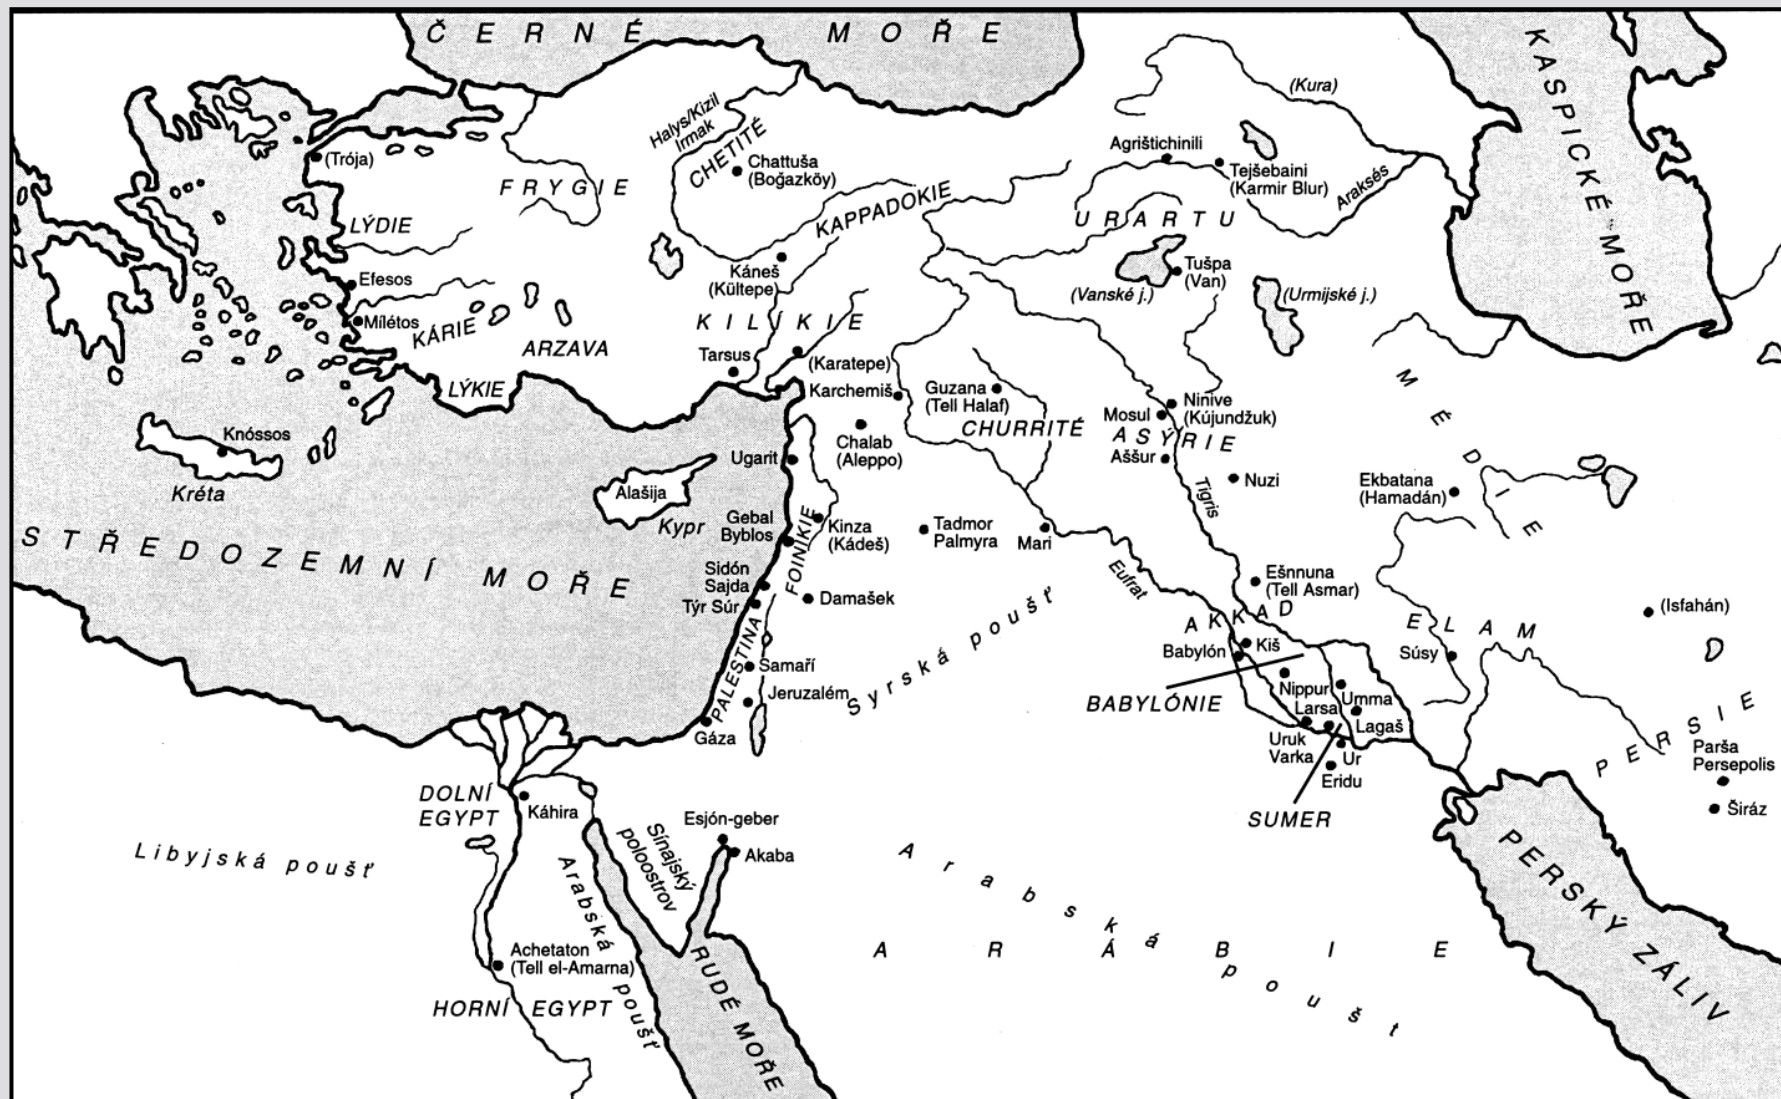 ČERNÉ MOŘE
KASPICKÉ MOŘE
(Kura)
Halys/Kizil
Irmak
CHETITÉ
Chattuša
(Boğazköy)
(Trója)
FRYGIE
Agrištichinili
Tejšebaini
(Karmir Blur)
Araksés
LÝDIE
KAPPADOKIE
URARTU
Efesos
Káneš
(Kültepe)
Tušpa
(Van)
(Vanské j.)
(Urmijské j.)
Mílétos
KÁRIE
ARZAVA
KILÍKIE
LÝKIE
Tarsus
(Karatepe)
Karchemiš
Guzana
(Tell Halaf)
CHURRITÉ
Mosul
Ninive
(Kújundžuk)
ASÝRIE
Aššur
MÉDIE
Knóssos
Kréta
Chalab
(Aleppo)
Ugarit
Alašija
Kypr
Nuzi
Tigris
Ekbatana
(Hamadán)
Gebal
Byblos
Kinza
(Kádeš)
FOINÍKIE
Tadmor
Palmyra
Mari
STŘEDOZEMNÍ MOŘE
Sidón
Sajda
Týr Súr
Damašek
Eufrat
Ešnnuna
(Tell Asmar)
(Isfahán)
AKKAD
ELAM
PALESTINA
Samaří
Syrská poušť
Babylón
Kiš
Súsy
Jeruzalém
Gáza
BABYLÓNIE
Nippur
Larsa
Umma
Lagaš
Uruk
Varka
Ur
Eridu
SUMER
PERSIE
Parša
Persepolis
Šíráz
DOLNÍ
EGYPT
Káhira
Esjón-geber
Akaba
Sínajský
poloostrov
Libyjská poušť
Arabská poušť
Arabská poušt
ARÁBIE
PERSKÝ ZÁLIV
Achetaton
(Tell el-Amarna)
HORNÍ EGYPT
RUDÉ MOŘE